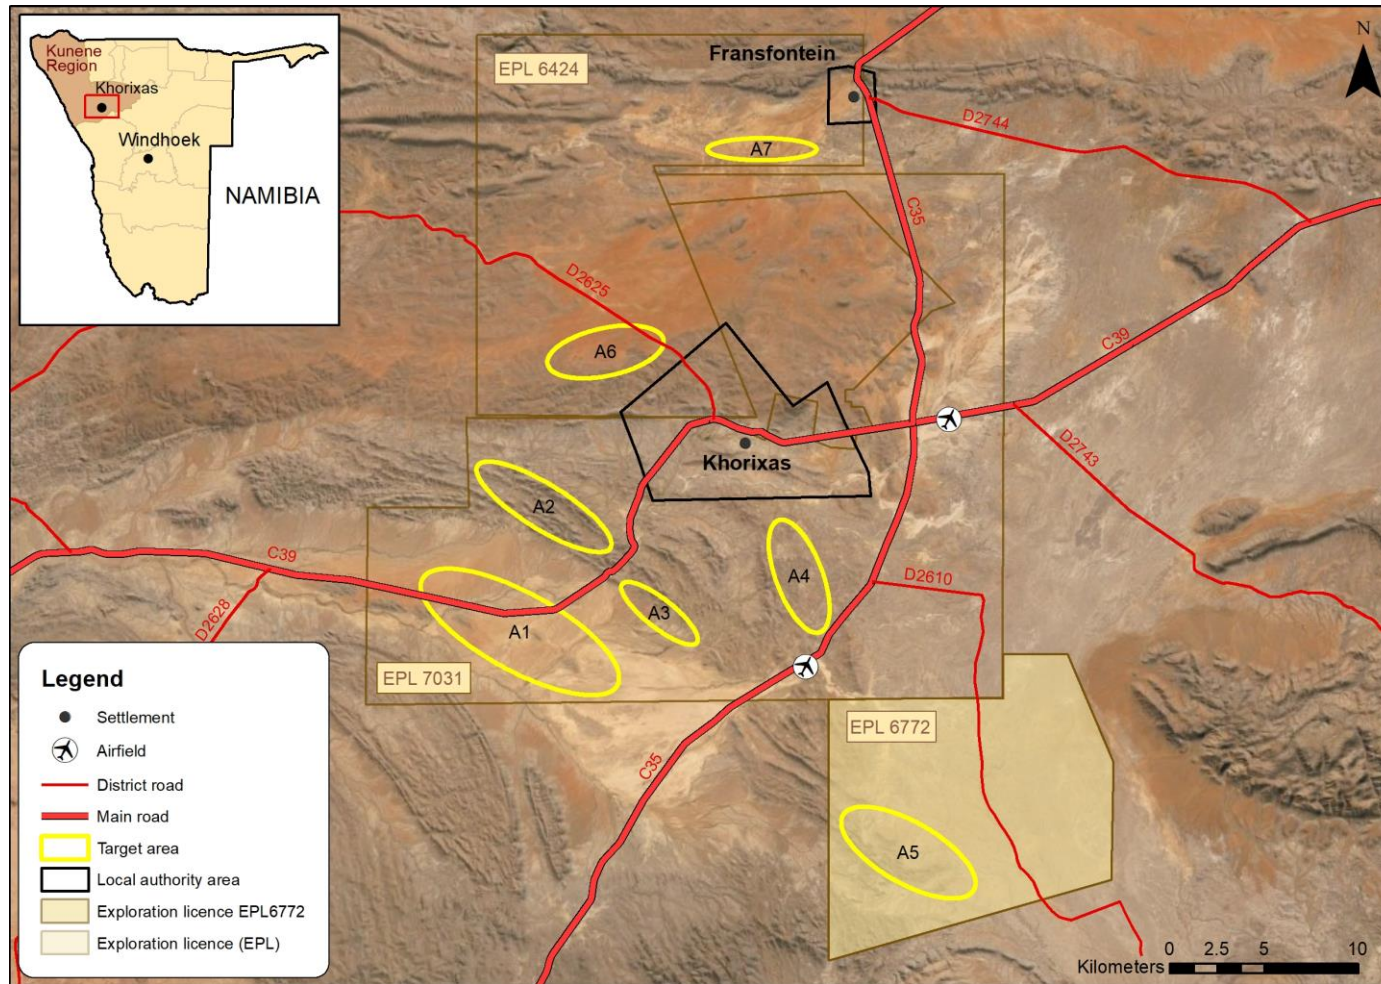 Kunene
Region
Khorixas
Windhoek
NAMIBIA
EPL 6424
Fransfontein
N
D2744
A7
C35
D2625
A6
C39
Khorixas
D2743
A2
C39
A4
D2610
D2628
A3
A1
EPL 7031
EPL 6772
C35
A5
Legend
Settlement
Airfield
District road
Main road
Target area
Local authority area
Exploration licence EPL6772
Exploration licence (EPL)
0 2.5 5 10
Kilometers